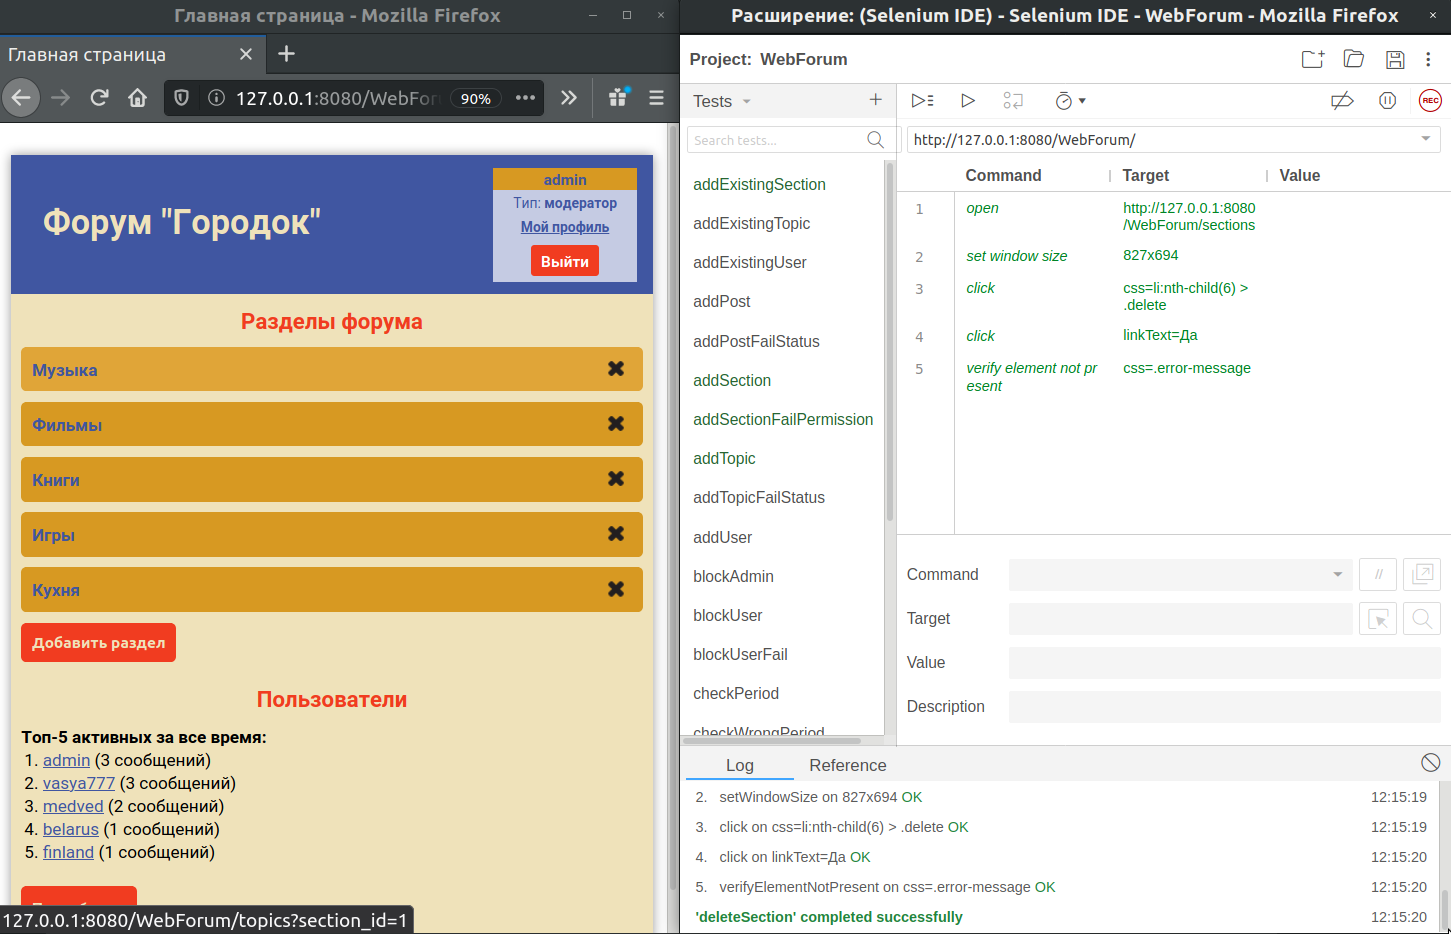 Главная страница - Mozilla Firefox
Главная страница
127.0.0.1:8080/WebFor
90%
Форум "Городок"
admin
Тип: модератор
Мой профиль
Выйти
Разделы форума
Музыка
Фильмы
Книги
Игры
Кухня
Добавить раздел
Пользователи
Топ-5 активных за все время:
1. admin (3 сообщений)
2. vasya777 (3 сообщений)
3. medved (2 сообщений)
4. belarus (1 сообщений)
5. finland (1 сообщений)
127.0.0.1:8080/WebForum/topics?section_id=1
Расширение: (Selenium IDE) - Selenium IDE - WebForum - Mozilla Firefox
Project: WebForum
Tests
REC
Search tests...
http://127.0.0.1:8080/WebForum/
addExistingSection
addExistingTopic
addExistingUser
addPost
addPostFailStatus
addSection
addSectionFailPermission
addTopic
addTopicFailStatus
addUser
blockAdmin
blockUser
blockUserFail
checkPeriod
checkWrongPeriod
Command Target Value
1 open http://127.0.0.1:8080
/WebForum/sections
2 set window size 827x694
3 click css=li:nth-child(6) >
.delete
4 click linkText=Да
5 verify element not pr css=.error-message
esent
Command
//
Target
Value
Description
Log Reference
2. setWindowSize on 827x694 OK 12:15:19
3. click on css=li:nth-child(6) > .delete OK 12:15:19
4. click on linkText=Да OK 12:15:20
5. verifyElementNotPresent on css=.error-message OK 12:15:20
'deleteSection' completed successfully 12:15:20